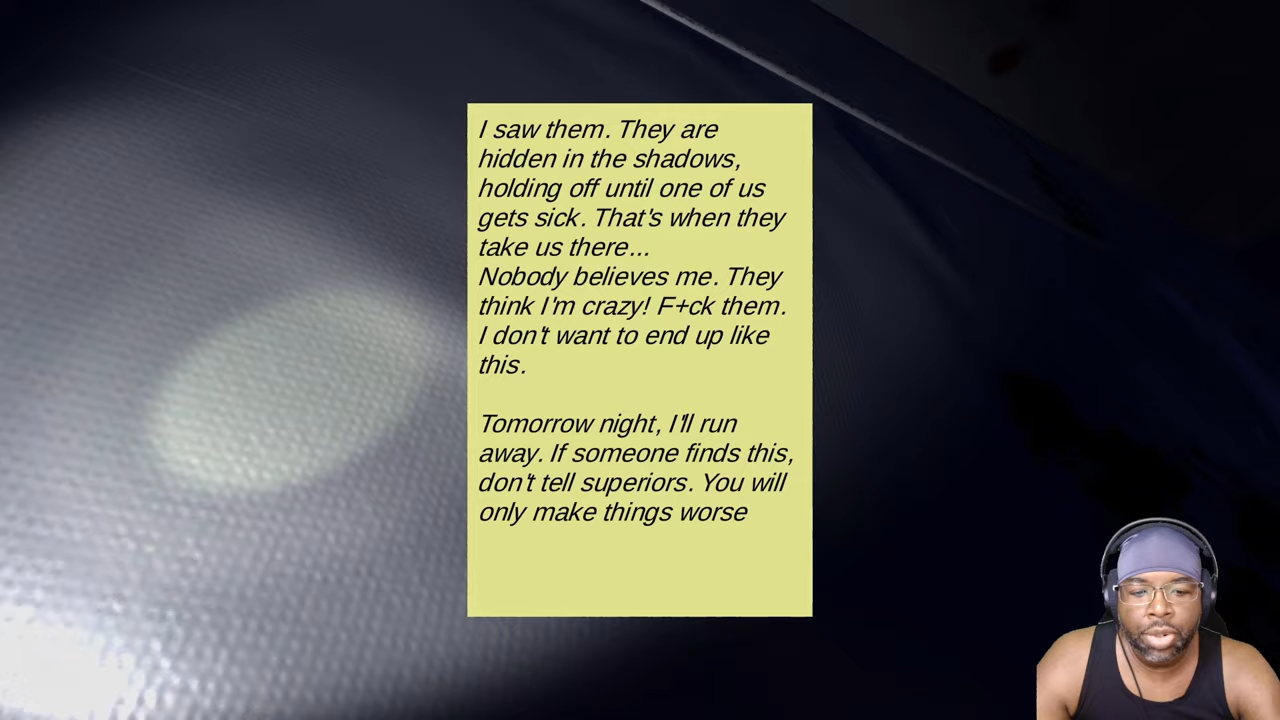 I saw them. They are
hidden in the shadows,
holding off until one of us
gets sick. That's when they
take us there...
Nobody believes me. They
think I'm crazy! F+ck them.
I don't want to end up like
this.
Tomorrow night, I'll run
away. If someone finds this,
don't tell superiors. You will
only make things worse